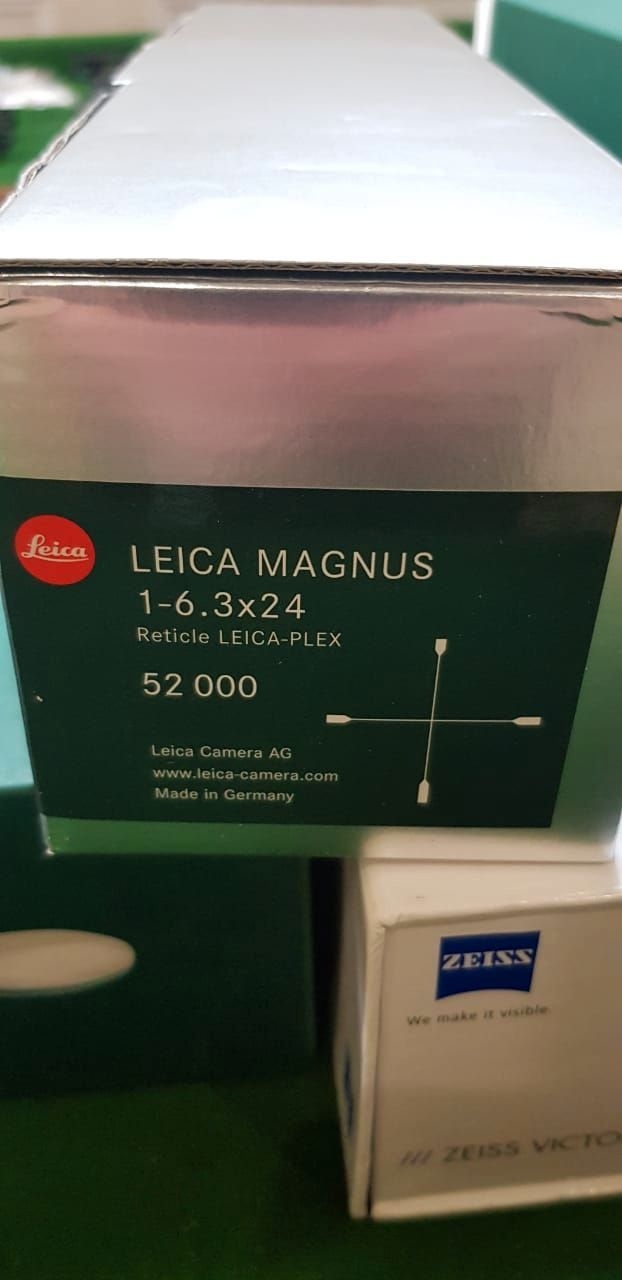 Leica
LEICA MAGNUS
1-6.3x24
Reticle LEICA-PLEX
52 000
Leica Camera AG
www.leica-camera.com
Made in Germany
ZEISS
We make it visible.
/// ZEISS VICTO